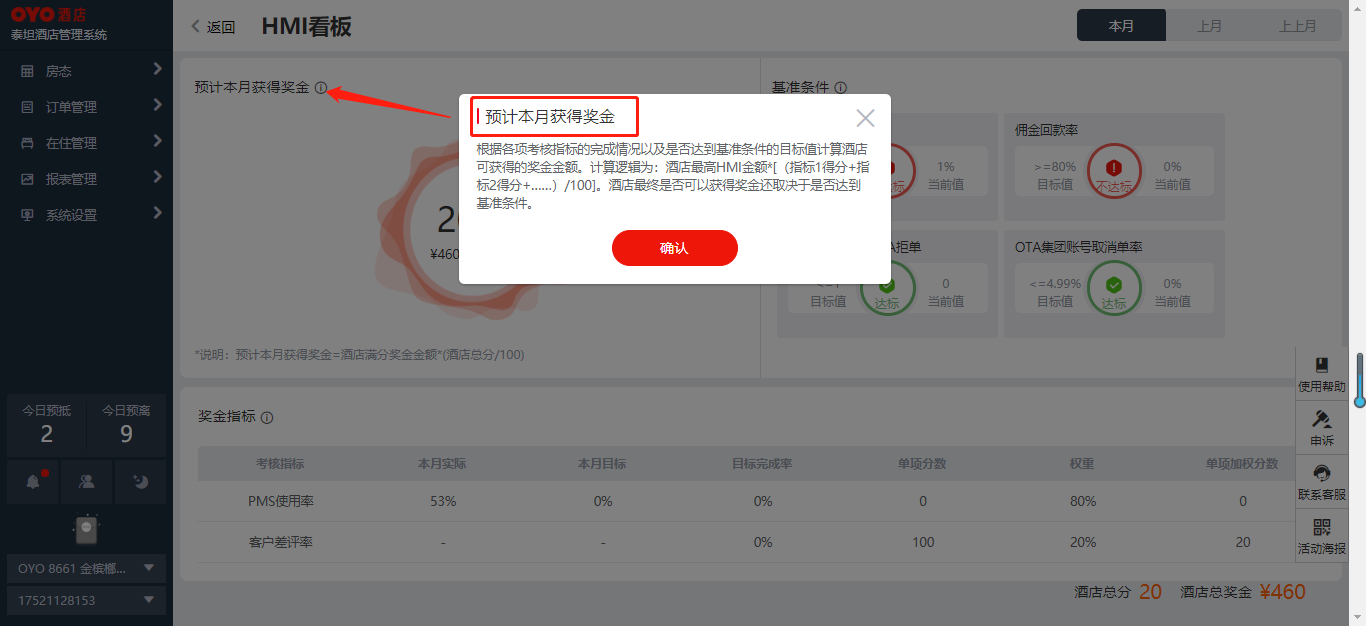 OYO 酒店
泰坦酒店管理系统
房态
订单管理
在住管理
报表管理
系统设置
今日预抵
2
今日预离
9
OYO 8661 金槟榔...
17521128153
返回
HMI看板
本月
上月
上上月
预计本月获得奖金
¥460
*说明：预计本月获得奖金=酒店满分奖金金额*(酒店总分/100)
预计本月获得奖金
根据各项考核指标的完成情况以及是否达到基准条件的目标值计算酒店
可获得的奖金金额。计算逻辑为：酒店最高HMI金额*[（指标1得分+指
标2得分+......）/100]。酒店最终是否可以获得奖金还取决于是否达到
基准条件。
确认
基准条件
1%
当前值
佣金回款率
>=80%
目标值
不达标
0%
当前值
拒单
目标值
达标
0
当前值
OTA集团账号取消单率
<=4.99%
目标值
达标
0%
当前值
奖金指标
考核指标 本月实际 本月目标 目标完成率 单项分数 权重 单项加权分数
PMS使用率 53% 0% 0% 0 80% 0
客户差评率 - - 0% 100 20% 20
酒店总分 20 酒店总奖金 ¥460
使用帮助
申诉
联系客服
活动海报